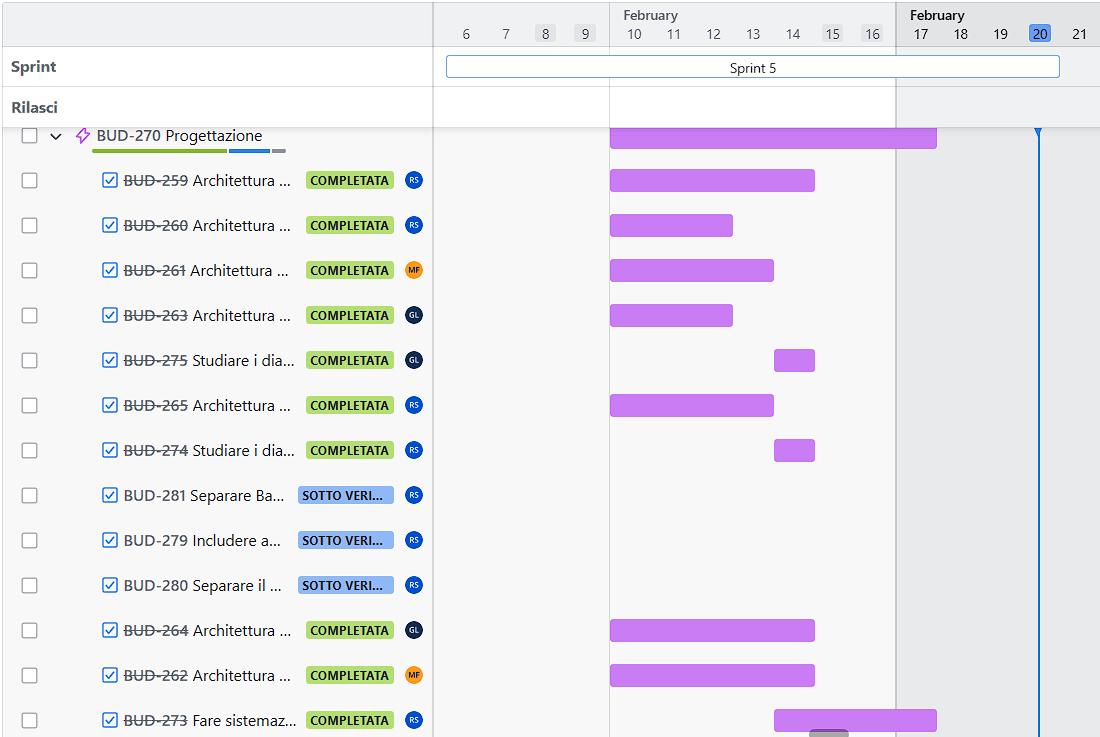 February February
6 7 8 9 10 11 12 13 14 15 16 17 18 19 20 21
Sprint
Sprint 5
Rilasci
BUD-270 Progettazione
BUD-259 Architettura ... COMPLETATA RS
BUD-260 Architettura ... COMPLETATA RS
BUD-261 Architettura ... COMPLETATA MF
BUD-263 Architettura ... COMPLETATA GL
BUD-275 Studiare i dia... COMPLETATA GL
BUD-265 Architettura ... COMPLETATA RS
BUD-274 Studiare i dia... COMPLETATA RS
BUD-281 Separare Ba... SOTTO VERI... RS
BUD-279 Includere a... SOTTO VERI... RS
BUD-280 Separare il ... SOTTO VERI... RS
BUD-264 Architettura ... COMPLETATA GL
BUD-262 Architettura ... COMPLETATA MF
BUD-273 Fare sistemaz... COMPLETATA RS